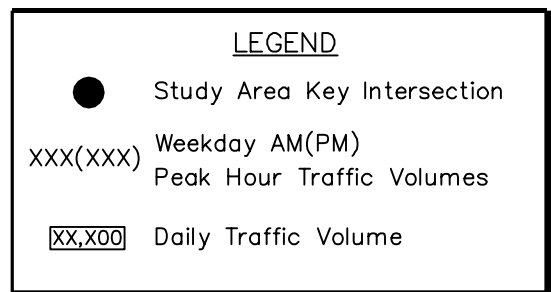 LEGEND
Study Area Key Intersection
XXX(XXX) Weekday AM(PM)
Peak Hour Traffic Volumes
XX,X00 Daily Traffic Volume